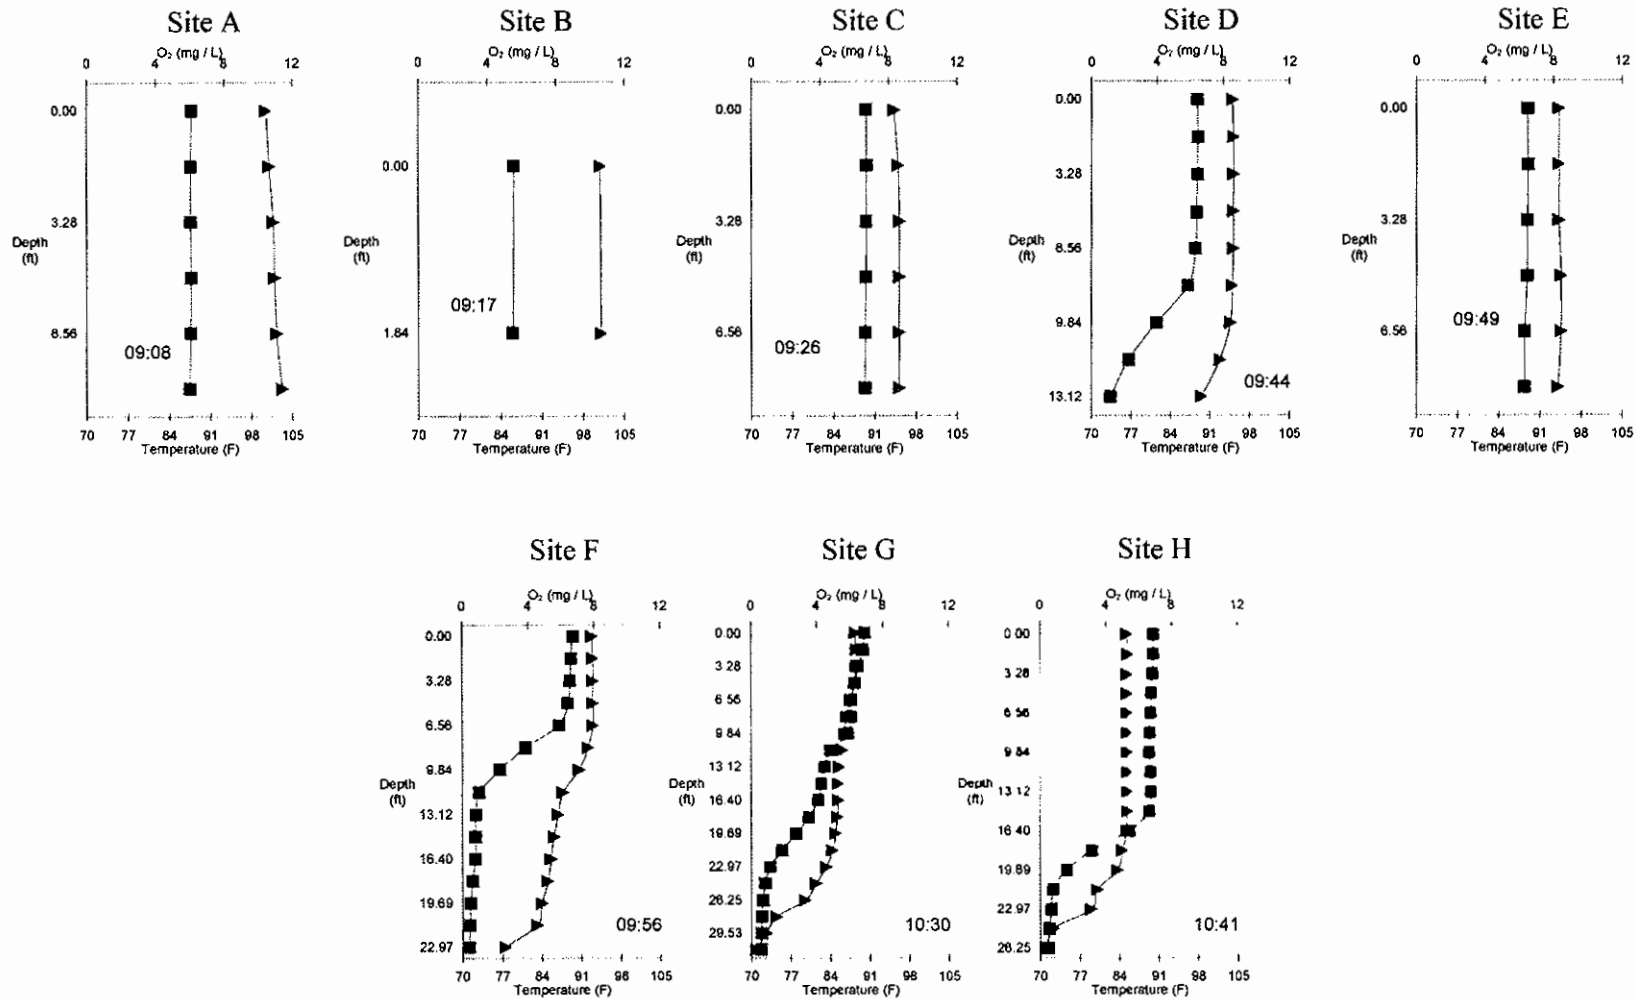 Site A
O₂ (mg / L)
0 4 8 12
0.00
3.28
Depth
(ft)
8.56
09:08
70 77 84 91 98 105
Temperature (F)
Site B
O₂ (mg / L)
0 4 8 12
0.00
Depth
(ft)
09:17
1.84
70 77 84 91 98 105
Temperature (F)
Site C
O₂ (mg / L)
0 4 8 12
0.00
3.28
Depth
(ft)
6.56
09:26
70 77 84 91 98 105
Temperature (F)
Site D
O₂ (mg / L)
0 4 8 12
0.00
3.28
Depth
(ft)
8.56
9.84
09:44
13.12
70 77 84 91 98 105
Temperature (F)
Site E
O₂ (mg / L)
0 4 8 12
0.00
3.28
Depth
(ft)
09:49
6.56
70 77 84 91 98 105
Temperature (F)
Site F
O₂ (mg / L)
0 4 8 12
0.00
3.28
6.56
9.84
Depth
(ft)
13.12
16.40
19.69
09:56
22.97
70 77 84 91 98 105
Temperature (F)
Site G
O₂ (mg / L)
0 4 8 12
0.00
3.28
6.56
9.84
13.12
Depth
(ft)
16.40
19.69
22.97
26.25
10:30
29.53
70 77 84 91 98 105
Temperature (F)
Site H
O₂ (mg / L)
0 4 8 12
0.00
3.28
6.56
9.84
Depth
(ft)
13.12
16.40
19.69
22.97
10:41
26.25
70 77 84 91 98 105
Temperature (F)